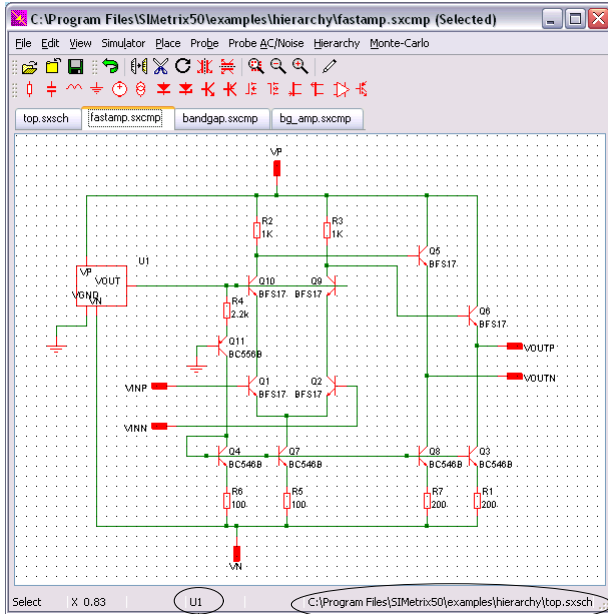 C:\Program Files\SIMetrix50\examples\hierarchy\fastamp.sxcmp (Selected)
File Edit View Simulator Place Probe Probe AC/Noise Hierarchy Monte-Carlo
top.sxsch fastamp.sxcmp bandgap.sxcmp bg_amp.sxcmp
VP
R2
1K
R3
1K
Q5
BFS17
U1
VP
VOUT
VGND
VN
Q10
BFS17
Q9
BFS17
R4
2.2k
Q6
BFS17
Q11
BC556B
VOUTP
VINP
Q1
BFS17
Q2
BFS17
VOUTN
VINN
Q4
BC546B
Q7
BC546B
Q8
BC546B
Q3
BC546B
R6
100
R5
100
R7
200
R1
200
VN
Select X 0.83 U1 C:\Program Files\SIMetrix50\examples\hierarchy\top.sxsch